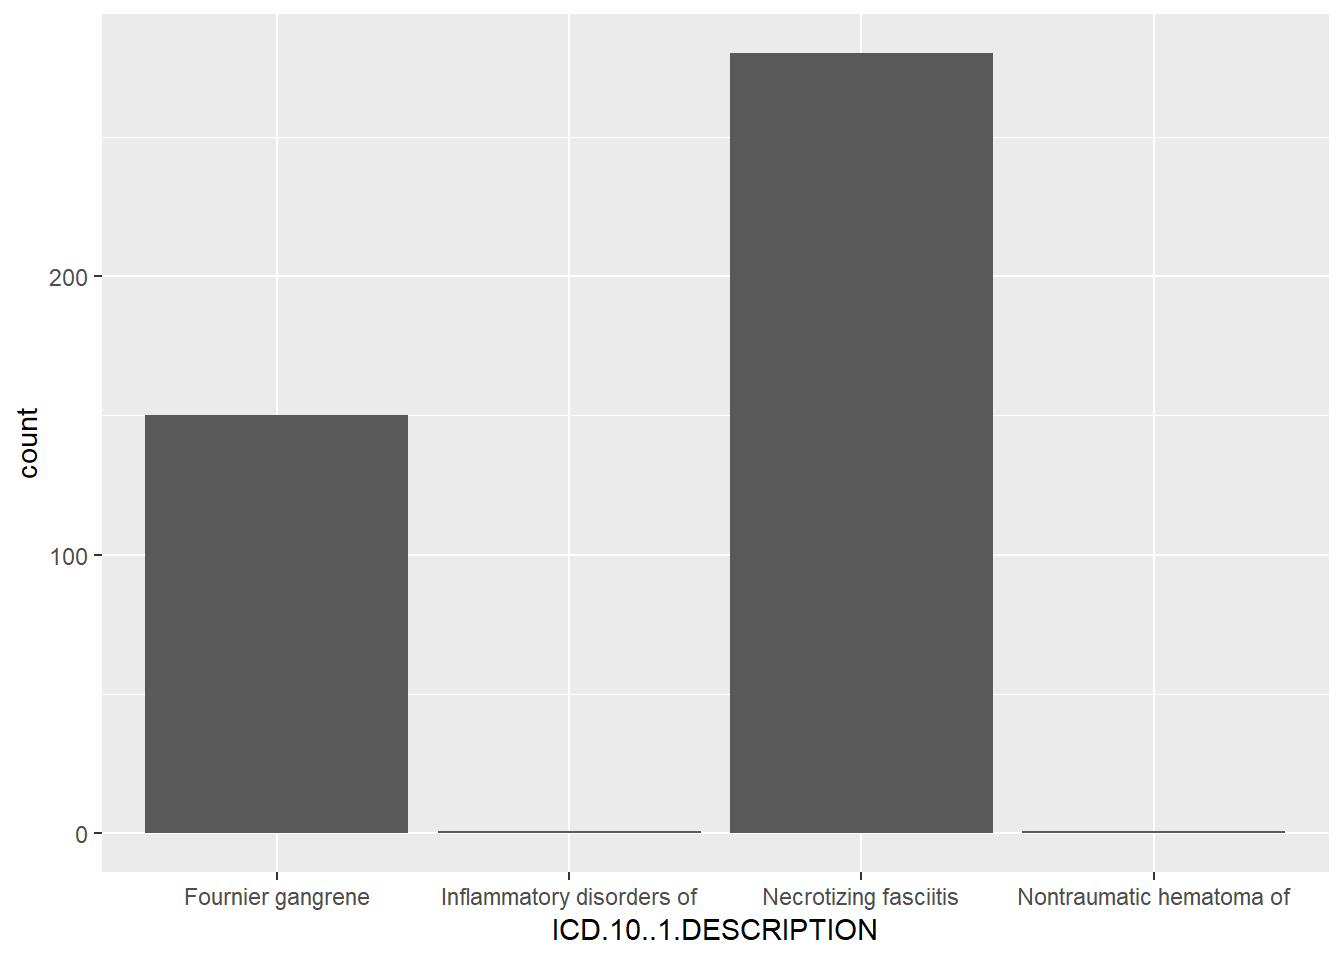 count
200
100
0
Fournier gangrene
Inflammatory disorders of
Necrotizing fasciitis
Nontraumatic hematoma of
ICD.10..1.DESCRIPTION